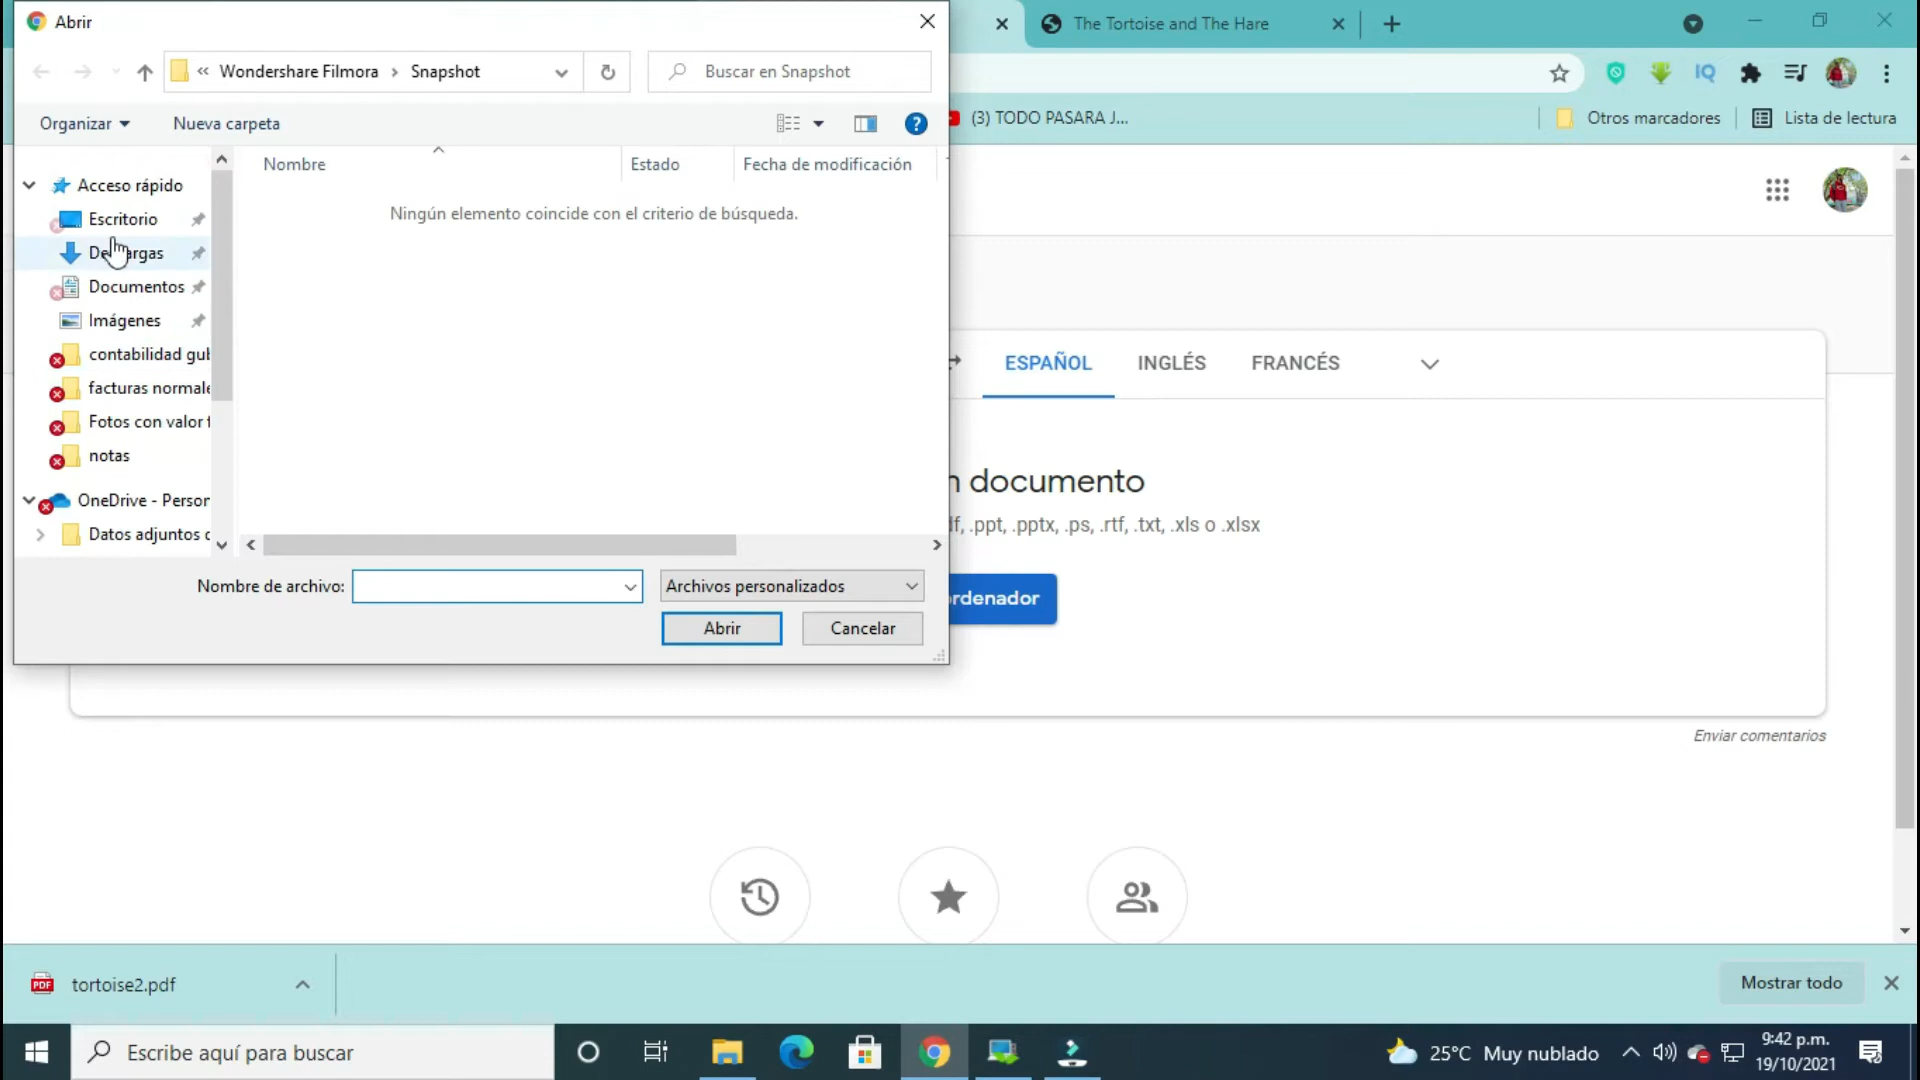 Abrir
The Tortoise and The Hare
« Wondershare Filmora › Snapshot
Buscar en Snapshot
IQ
Organizar
Nueva carpeta
(3) TODO PASARA J...
Otros marcadores
Lista de lectura
Nombre
Estado
Fecha de modificación
Acceso rápido
Ningún elemento coincide con el criterio de búsqueda.
Escritorio
Documentos
Imágenes
contabilidad gub
facturas normale
Fotos con valor f
notas
OneDrive - Person
Datos adjuntos d
ESPAÑOL
INGLÉS
FRANCÉS
documento
.ppt, .pptx, .ps, .rtf, .txt, .xls o .xlsx
rdenador
Nombre de archivo:
Archivos personalizados
Abrir
Cancelar
Enviar comentarios
PDF
tortoise2.pdf
Mostrar todo
Escribe aquí para buscar
25°C Muy nublado
9:42 p.m.
19/10/2021